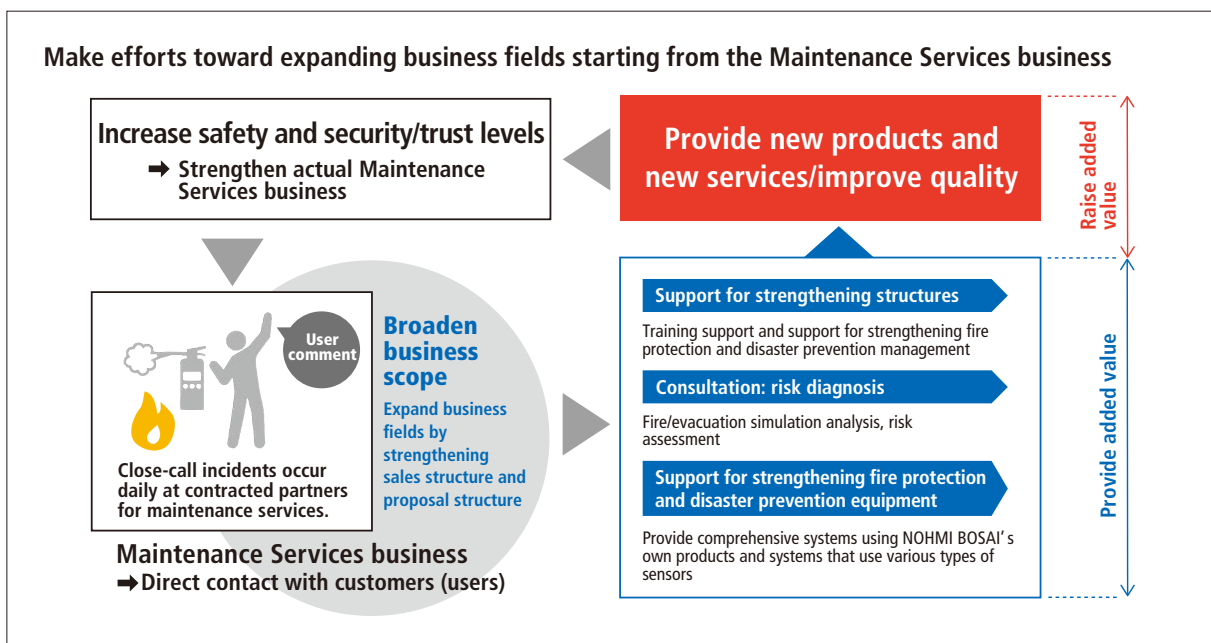 Make efforts toward expanding business fields starting from the Maintenance Services business
Increase safety and security/trust levels
➡ Strengthen actual Maintenance
Services business
Provide new products and
new services/improve quality
Raise added
value
User
comment
Close-call incidents occur
daily at contracted partners
for maintenance services.
Broaden
business
scope
Expand business
fields by
strengthening
sales structure and
proposal structure
Maintenance Services business
➡Direct contact with customers (users)
Support for strengthening structures
Training support and support for strengthening fire
protection and disaster prevention management
Consultation: risk diagnosis
Fire/evacuation simulation analysis, risk
assessment
Support for strengthening fire protection
and disaster prevention equipment
Provide comprehensive systems using NOHMI BOSAI's
own products and systems that use various types of
sensors
Provide added value